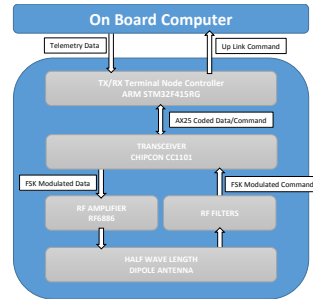 On Board Computer
Telemetry Data
Up Link Command
TX/RX Terminal Node Controller
ARM STM32F415RG
AX25 Coded Data/Command
TRANSCEIVER
CHIPCON CC1101
FSK Modulated Data
FSK Modulated Command
RF AMPLIFIER
RF6886
RF FILTERS
HALF WAVE LENGTH
DIPOLE ANTENNA